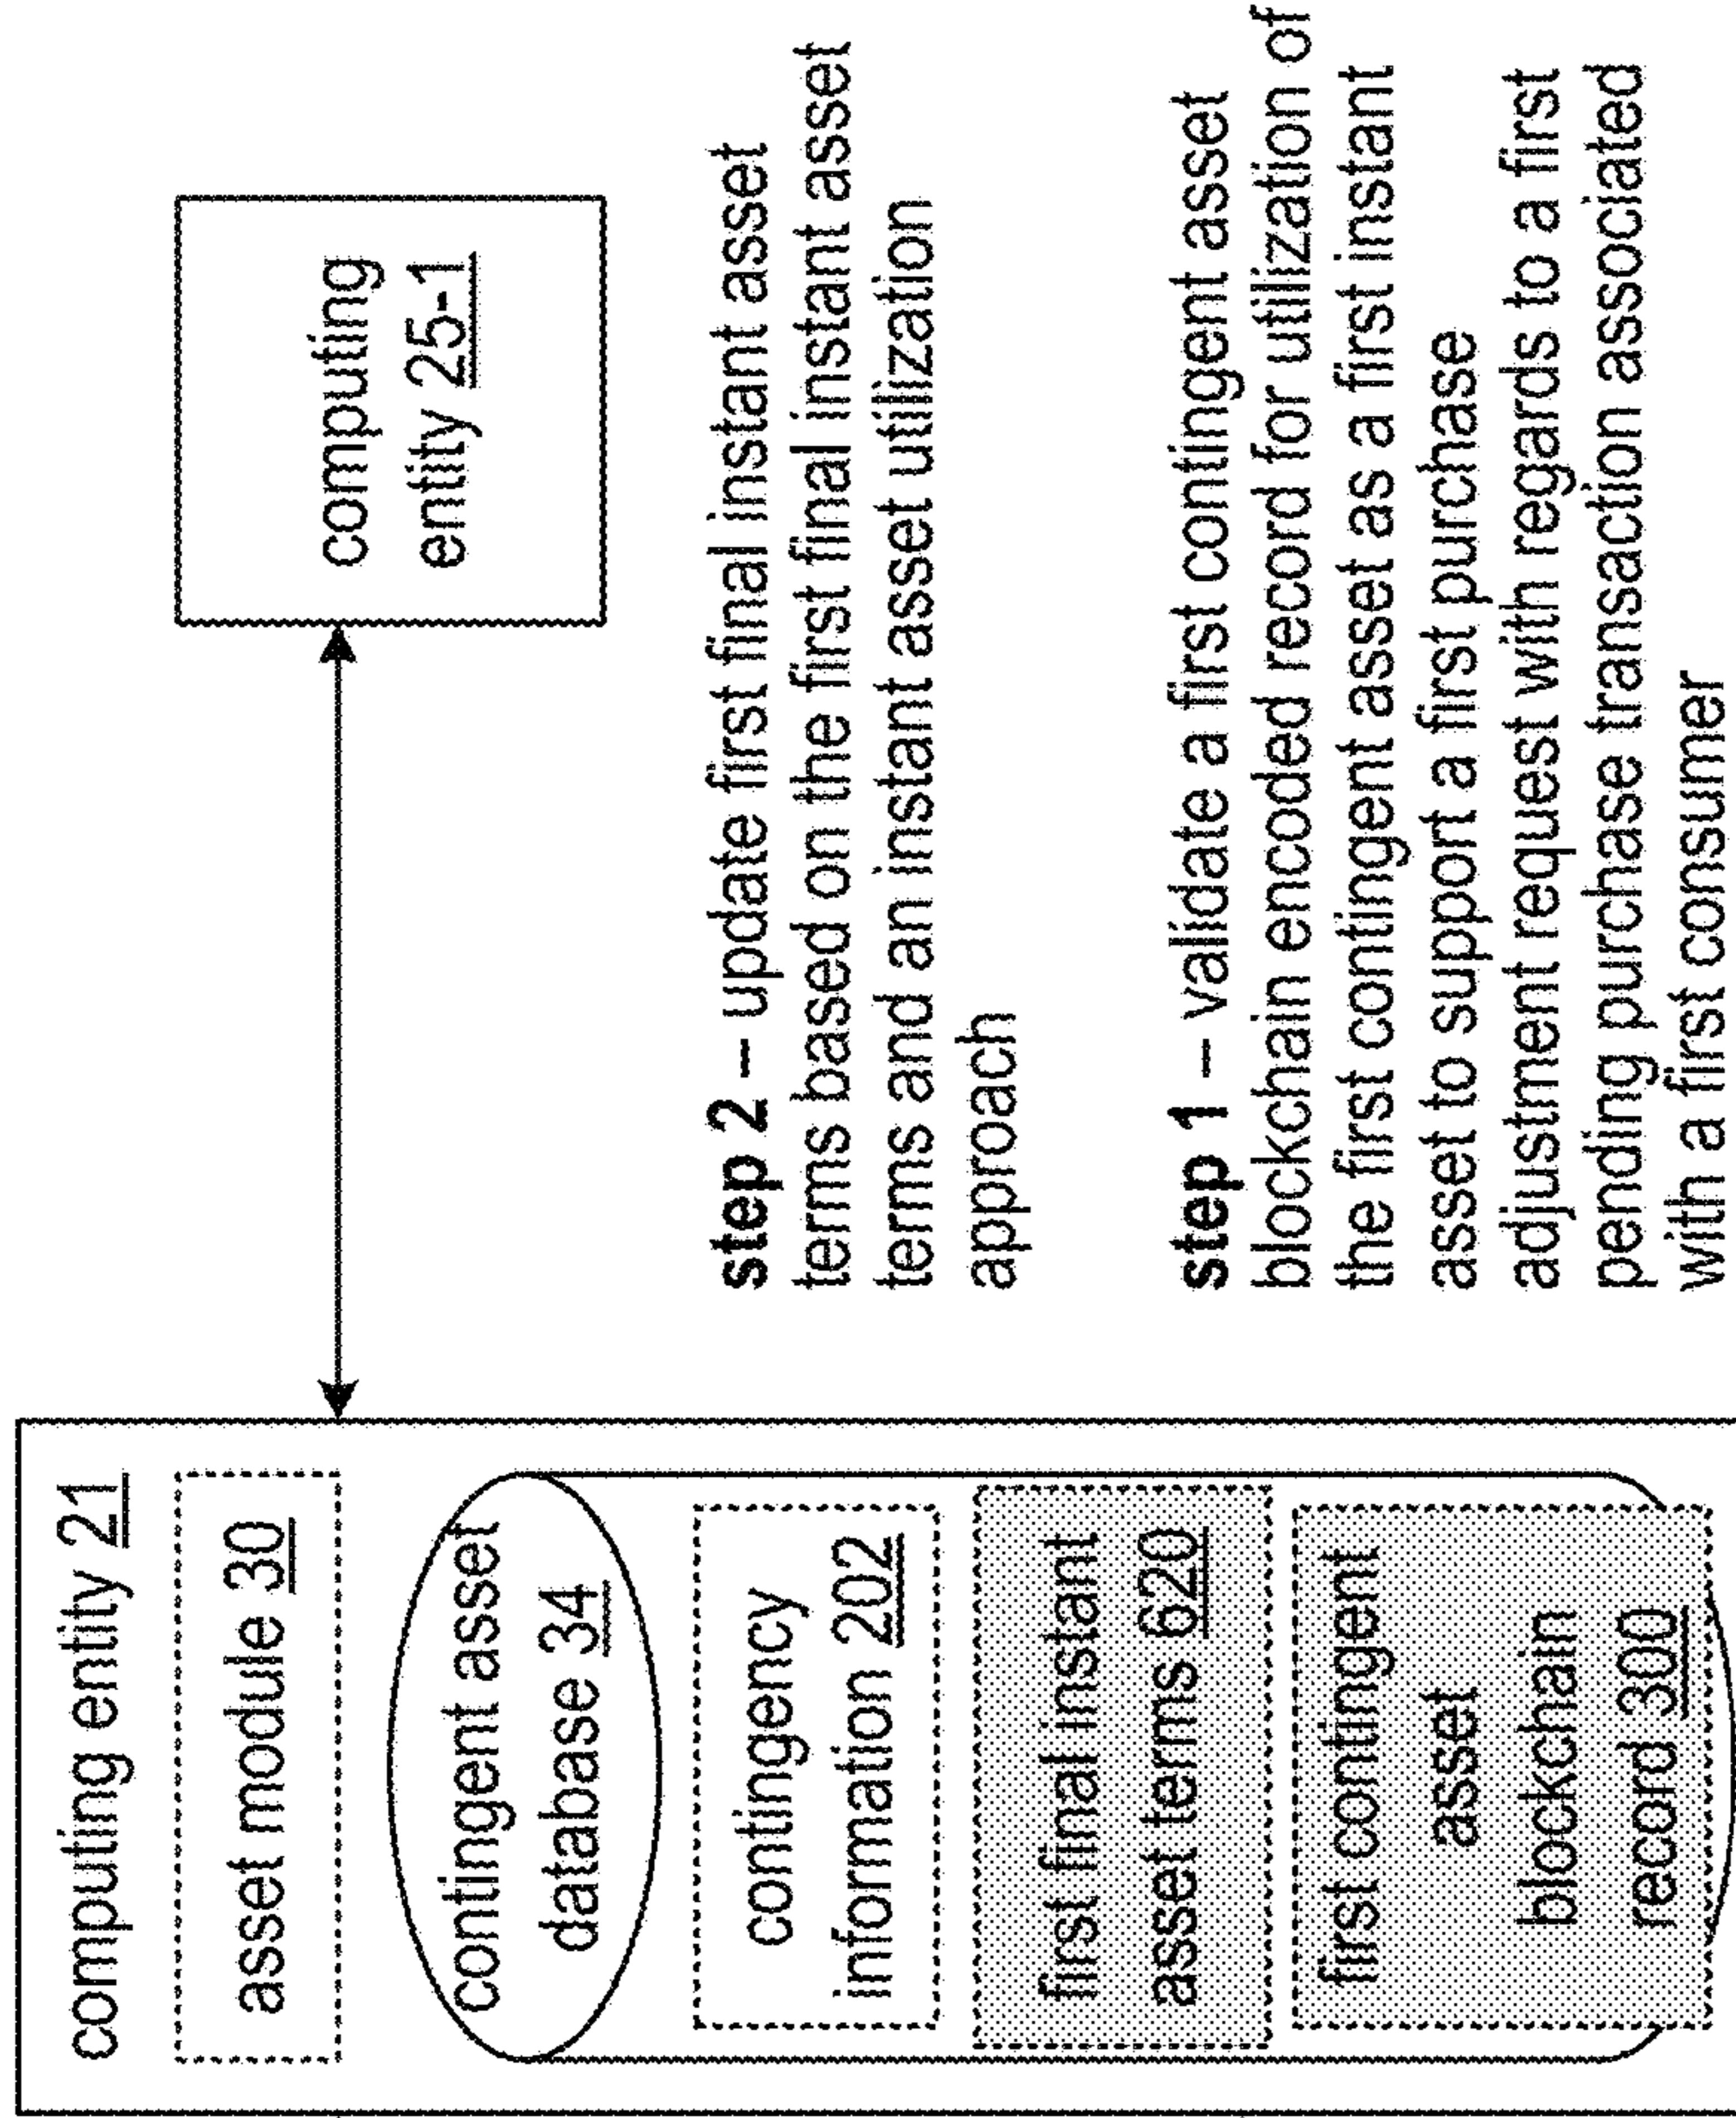 computing entity 21
asset module 30
contingent asset
database 34
contingency
information 202
first final instant
asset terms 620
first contingent
asset
blockchain
record 300
computing
entity 25-1
step 2 – update first final instant asset
terms based on the first final instant asset
terms and an instant asset utilization
approach
step 1 – validate a first contingent asset
blockchain encoded record for utilization of
the first contingent asset as a first instant
asset to support a first purchase
adjustment request with regards to a first
pending purchase transaction associated
with a first consumer